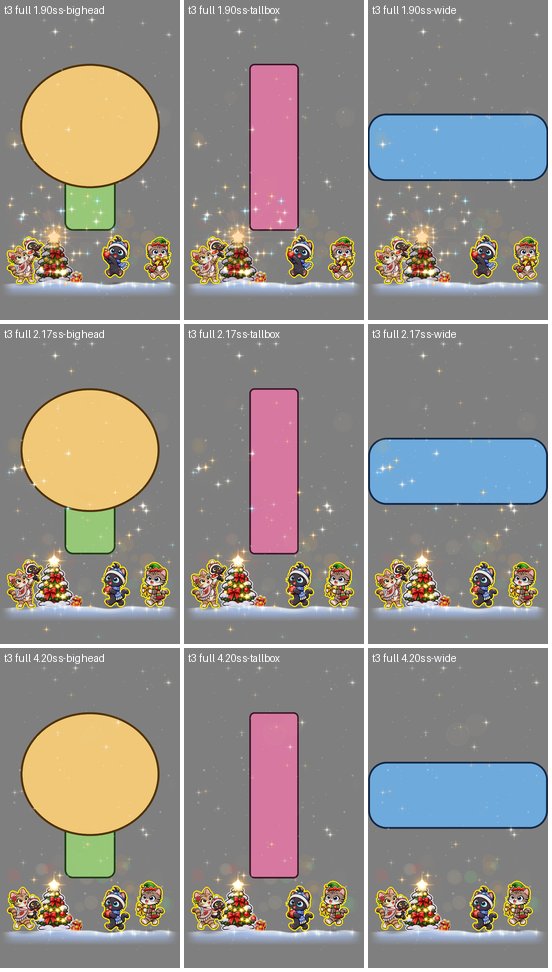 t3 full 1.90ss-bighead
t3 full 1.90ss-tallbox
t3 full 1.90ss-wide
t3 full 2.17ss-bighead
t3 full 2.17ss-tallbox
t3 full 2.17ss-wide
t3 full 4.20ss-bighead
t3 full 4.20ss-tallbox
t3 full 4.20ss-wide